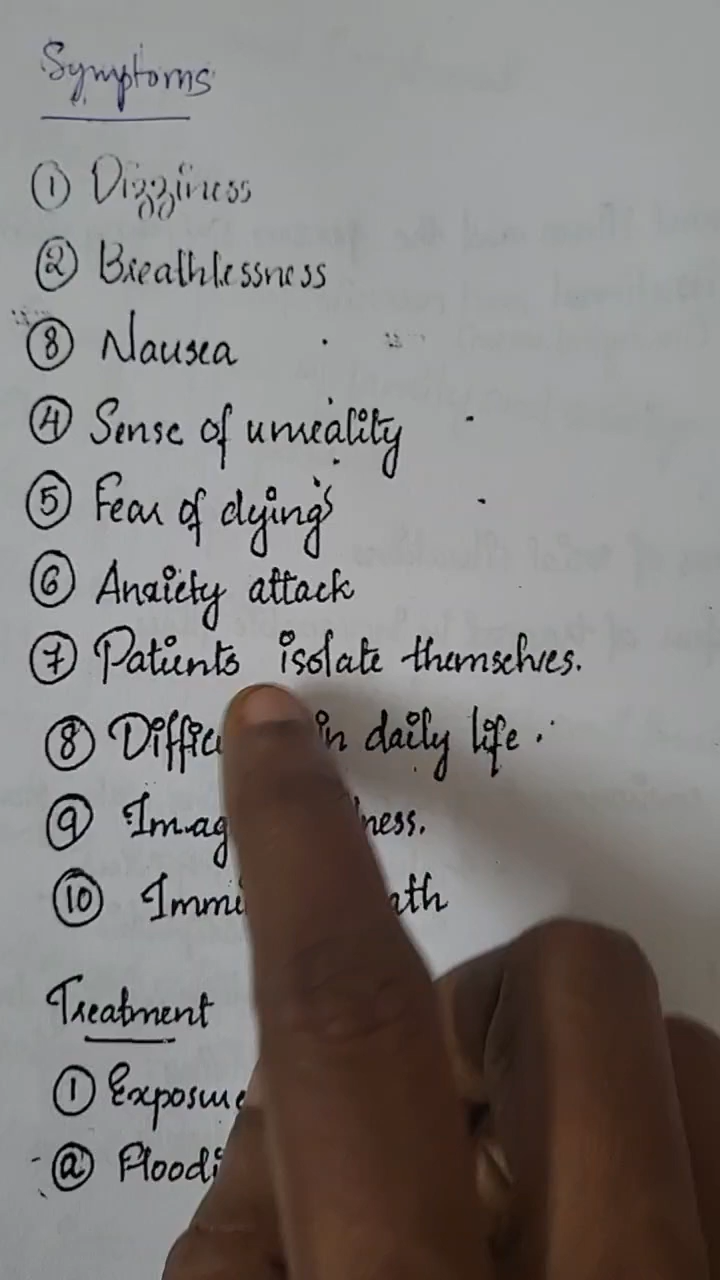 Symptoms
① Dizziness
② Breathlessness
③ Nausea
④ Sense of unreality
⑤ Fear of dying's
⑥ Anxiety attack
⑦ Patients isolate themselves.
⑧ in daily life.
⑨
⑩
Treatment
①
②